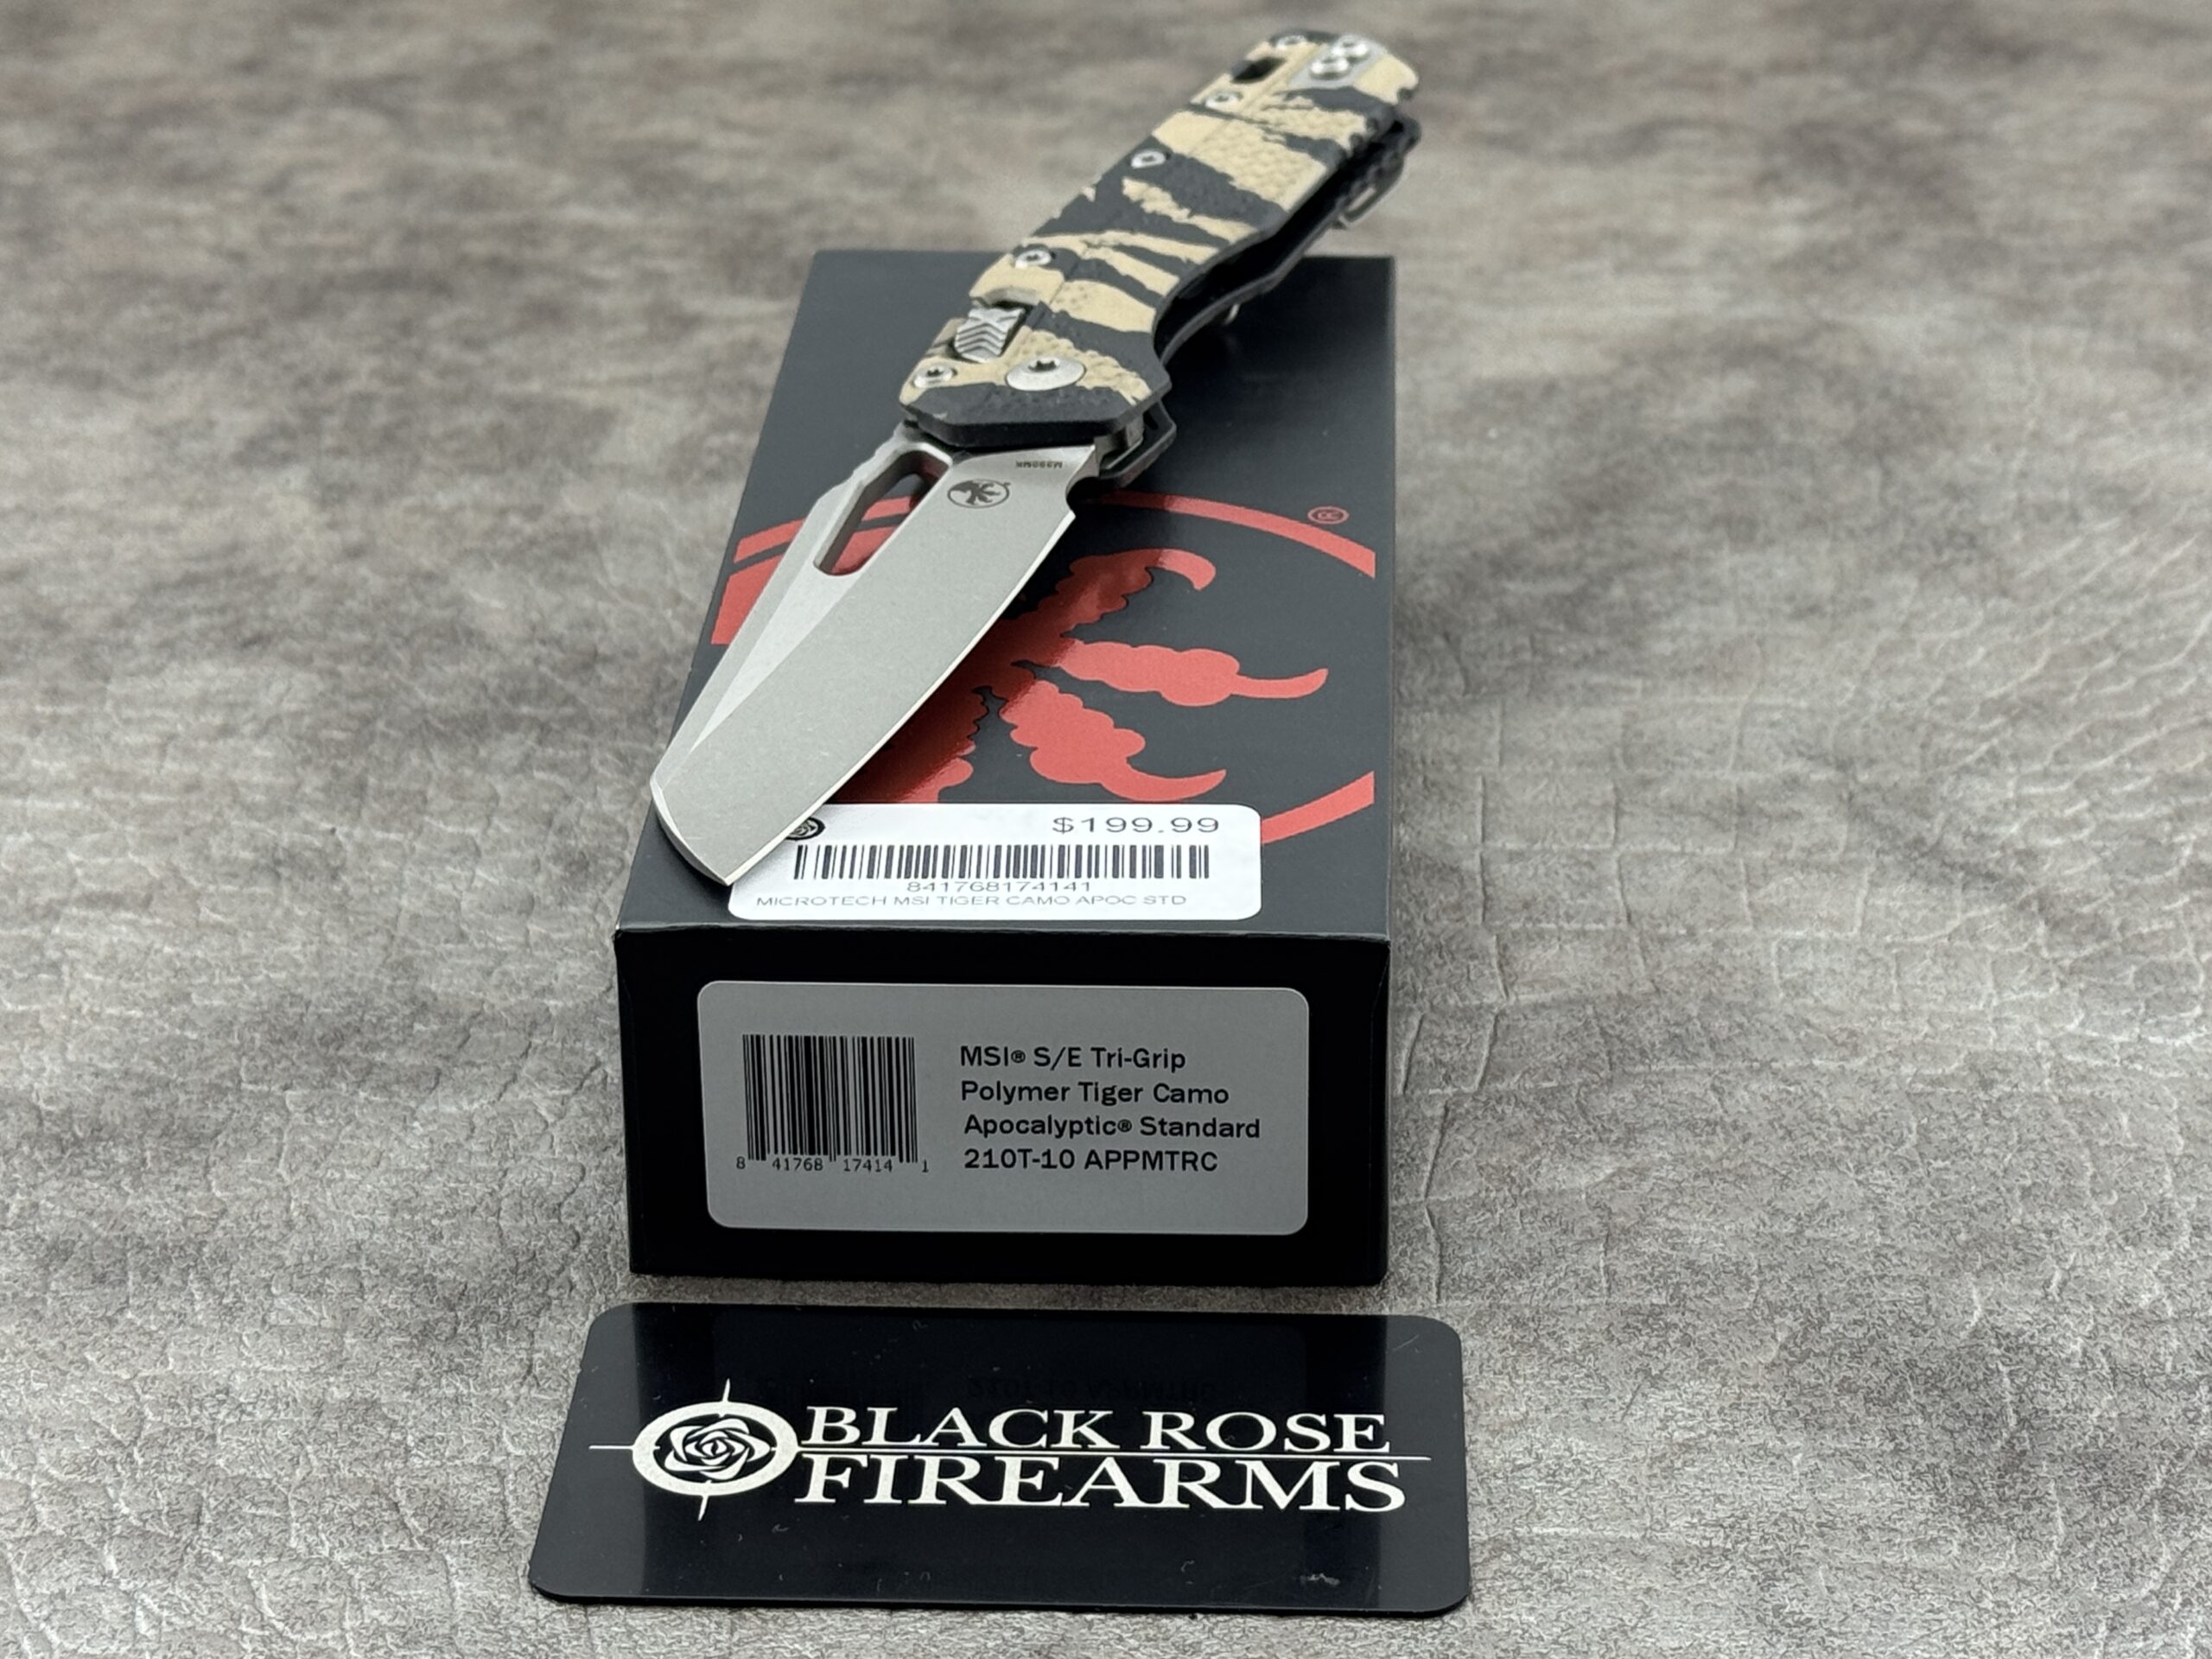 M390MK
$199.99
841768174141
MICROTECH MSI TIGER CAMO APOC STD
MSI® S/E Tri-Grip
Polymer Tiger Camo
Apocalyptic® Standard
210T-10 APPMTRC
8 41768 17414 1
BLACK ROSE
FIREARMS